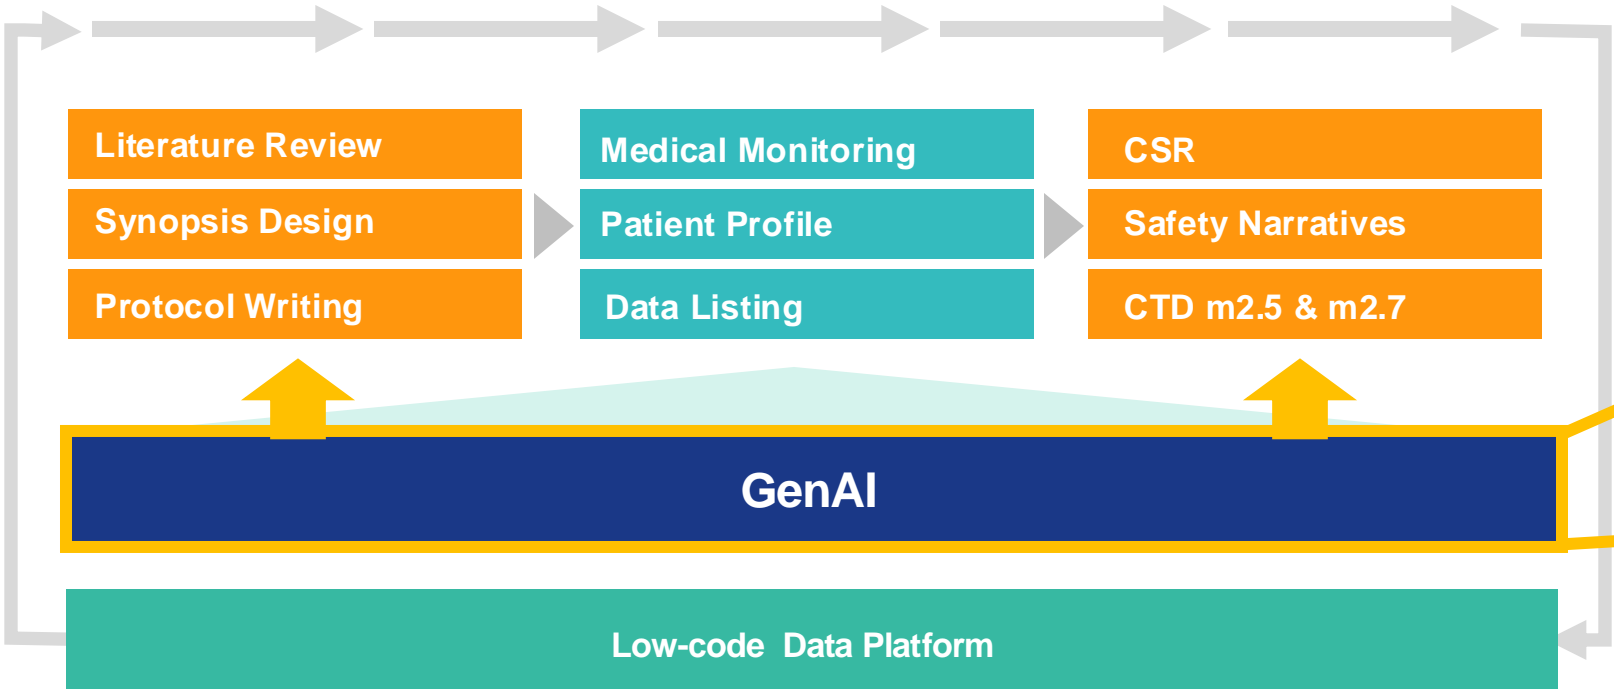 Literature Review
Synopsis Design
Protocol Writing
Medical Monitoring
Patient Profile
Data Listing
CSR
Safety Narratives
CTD m2.5 & m2.7
GenAI
Low-code Data Platform